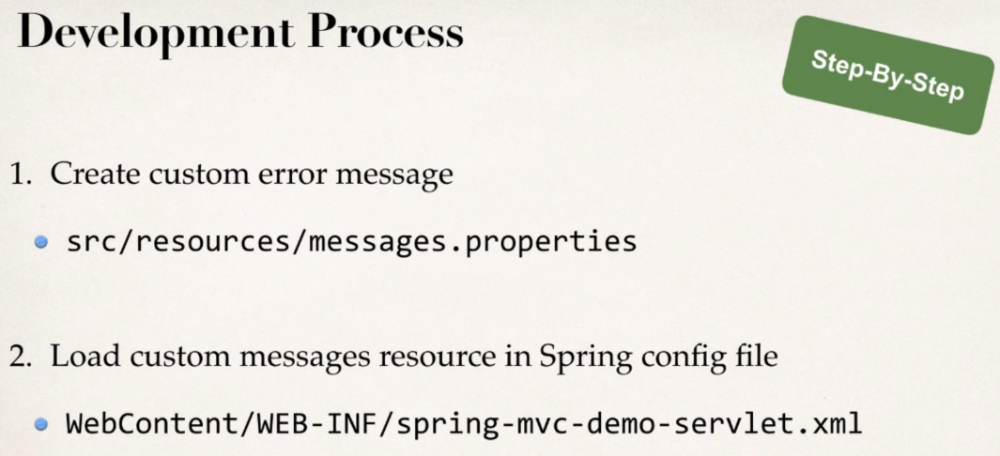 Development Process
Step-By-Step
1. Create custom error message
• src/resources/messages.properties
2. Load custom messages resource in Spring config file
• WebContent/WEB-INF/spring-mvc-demo-servlet.xml